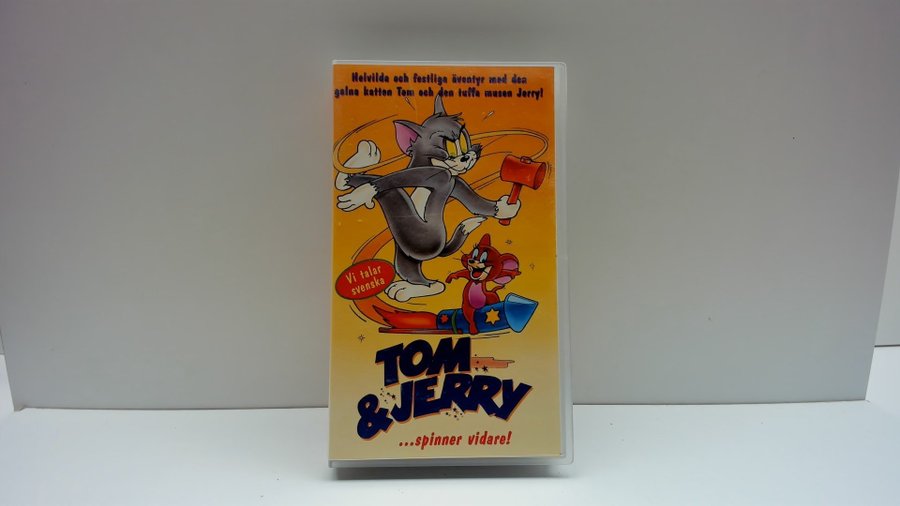 Helvilda och festliga äventyr med den
galna katten Tom och den tuffa musen Jerry!
Vi talar
svenska
TOM
& JERRY
...spinner vidare!